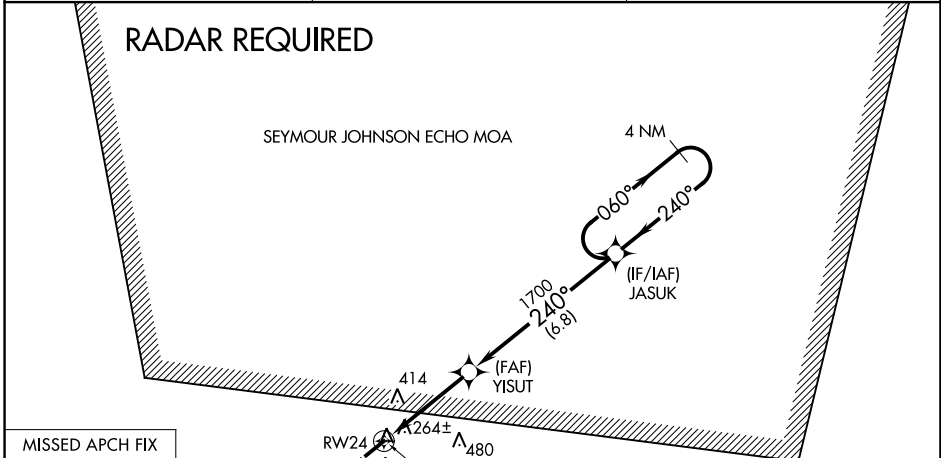 RADAR REQUIRED
SEYMOUR JOHNSON ECHO MOA
4 NM
060°
240°
(IF/IAF)
JASUK
1700
240°
(6.8)
(FAF)
YISUT
414
264±
RW24
480
MISSED APCH FIX